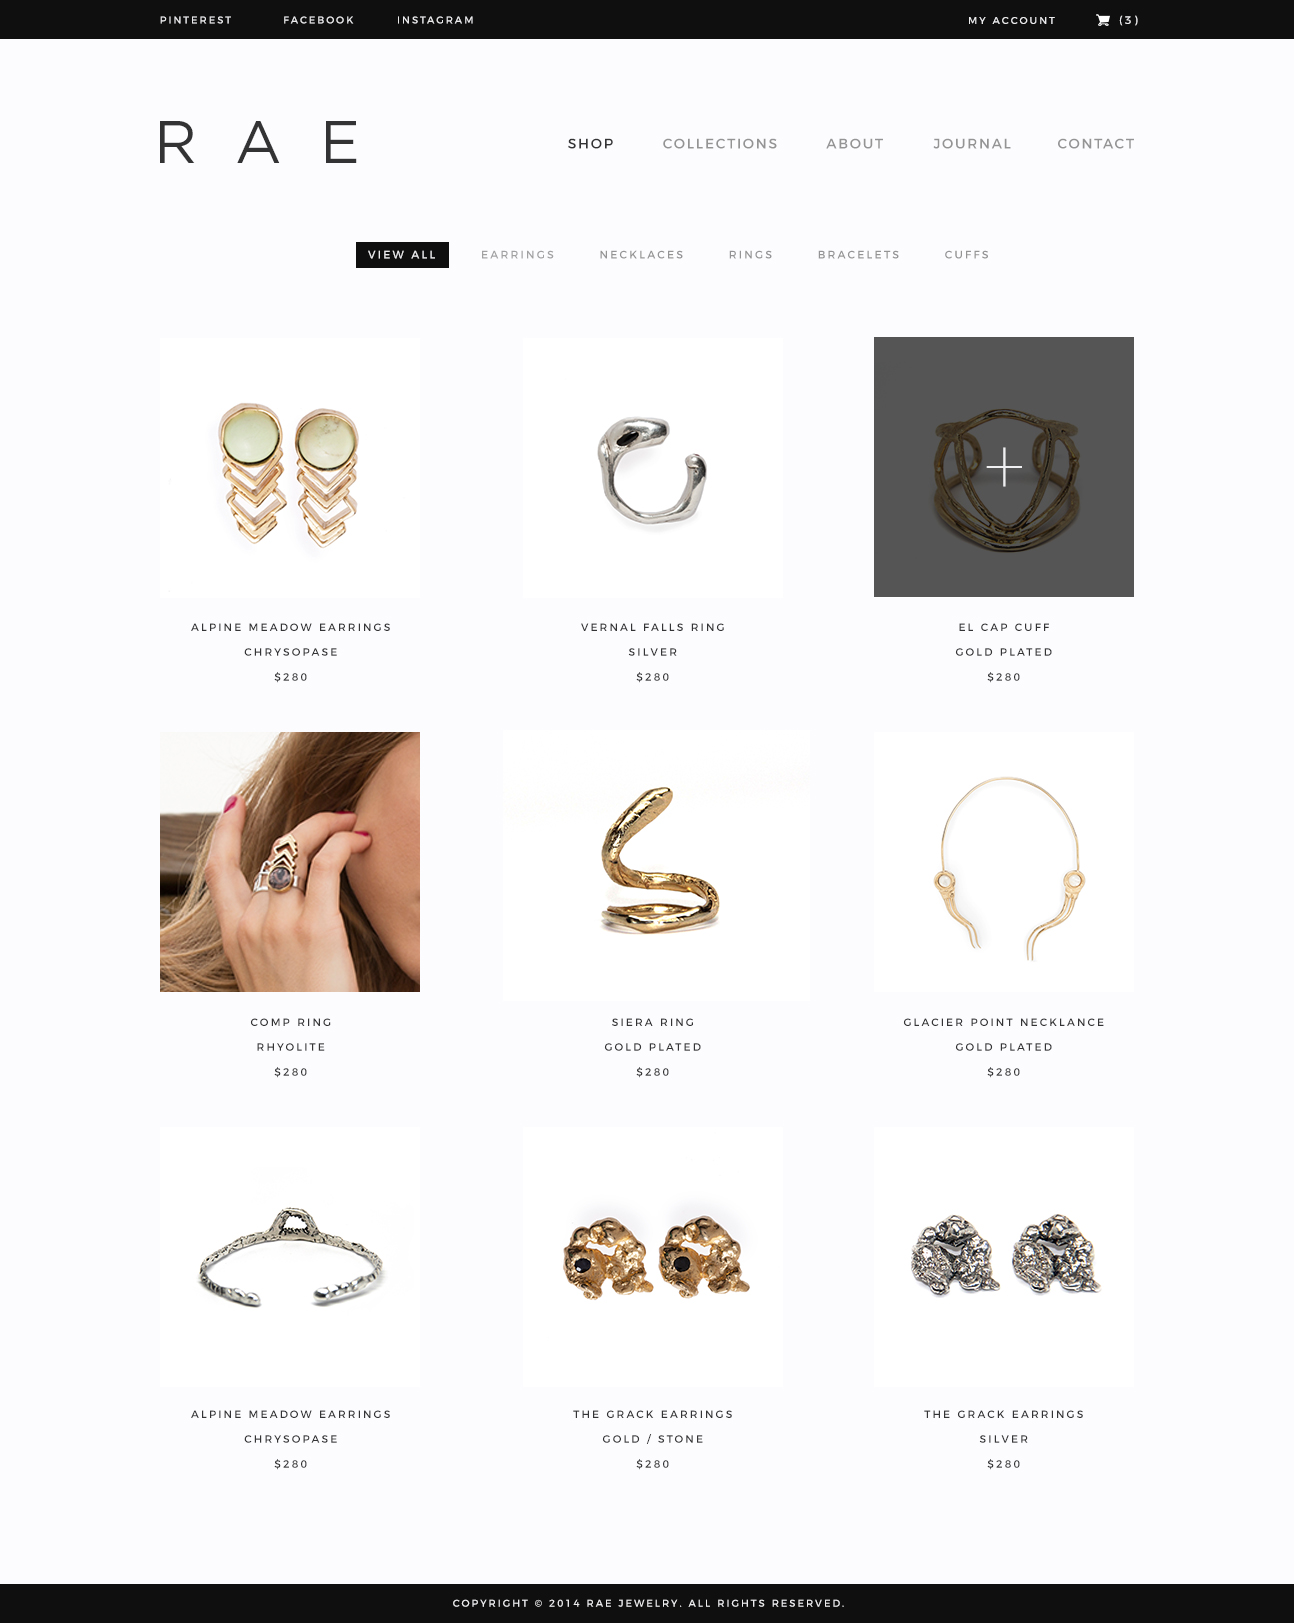 PINTEREST FACEBOOK INSTAGRAM MY ACCOUNT (3)
RAE
SHOP COLLECTIONS ABOUT JOURNAL CONTACT
VIEW ALL EARRINGS NECKLACES RINGS BRACELETS CUFFS
ALPINE MEADOW EARRINGS
CHRYSOPASE
$280
VERNAL FALLS RING
SILVER
$280
EL CAP CUFF
GOLD PLATED
$280
COMP RING
RHYOLITE
$280
SIERA RING
GOLD PLATED
$280
GLACIER POINT NECKLANCE
GOLD PLATED
$280
ALPINE MEADOW EARRINGS
CHRYSOPASE
$280
THE GRACK EARRINGS
GOLD / STONE
$280
THE GRACK EARRINGS
SILVER
$280
COPYRIGHT © 2014 RAE JEWELRY. ALL RIGHTS RESERVED.